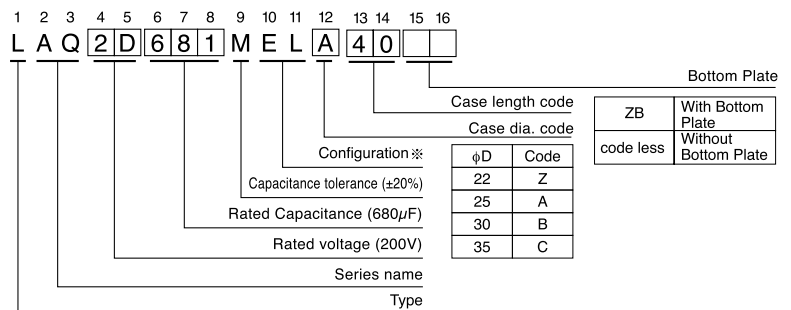 1 2 3 4 5 6 7 8 9 10 11 12 13 14 15 16
L A Q 2 D 6 8 1 M E L A 4 0
Bottom Plate
Case length code
ZB With Bottom Plate
code less Without Bottom Plate
Case dia. code
Configuration※
Capacitance tolerance (±20%)
Rated Capacitance (680µF)
Rated voltage (200V)
Series name
Type
ϕD Code
22 Z
25 A
30 B
35 C